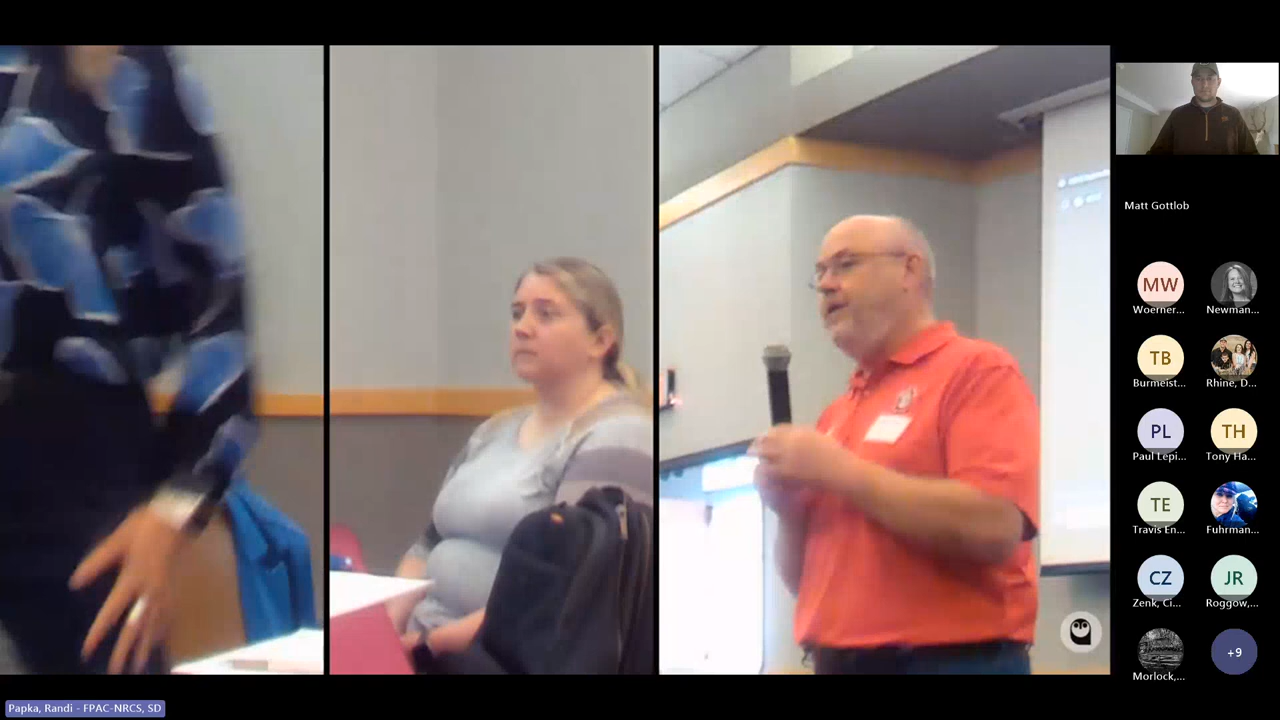 Matt Gottlob
MW
Woerner...
Newman...
TB
Burmeist...
Rhine, D...
PL
Paul Lepi...
TH
Tony Ha...
TE
Travis En...
Fuhrman...
CZ
Zenk, Ci...
JR
Roggow,...
Morlock,...
+9
Papka, Randi - FPAC-NRCS, SD